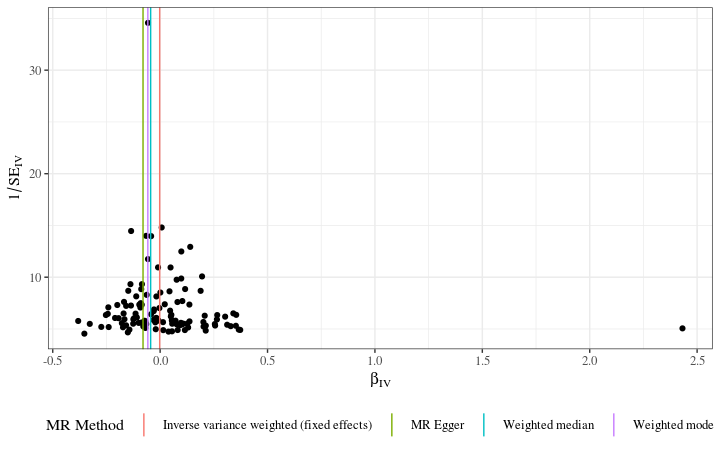 30
20
10
1/SE_IV
-0.5 0.0 0.5 1.0 1.5 2.0 2.5
β_IV
MR Method Inverse variance weighted (fixed effects) MR Egger Weighted median Weighted mode